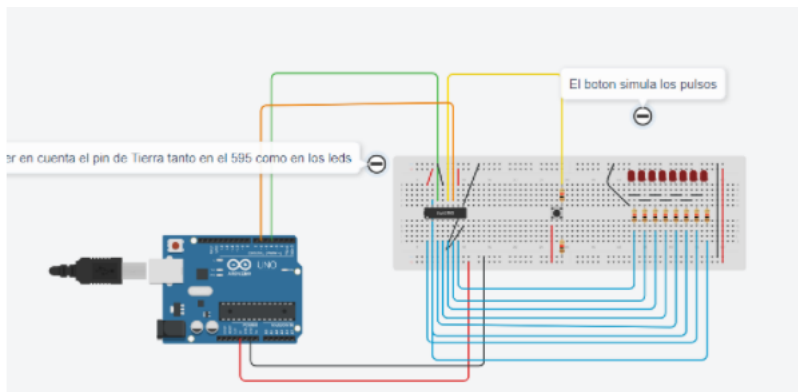 El boton simula los pulsos
er en cuenta el pin de Tierra tanto en el 595 como en los leds
UNO